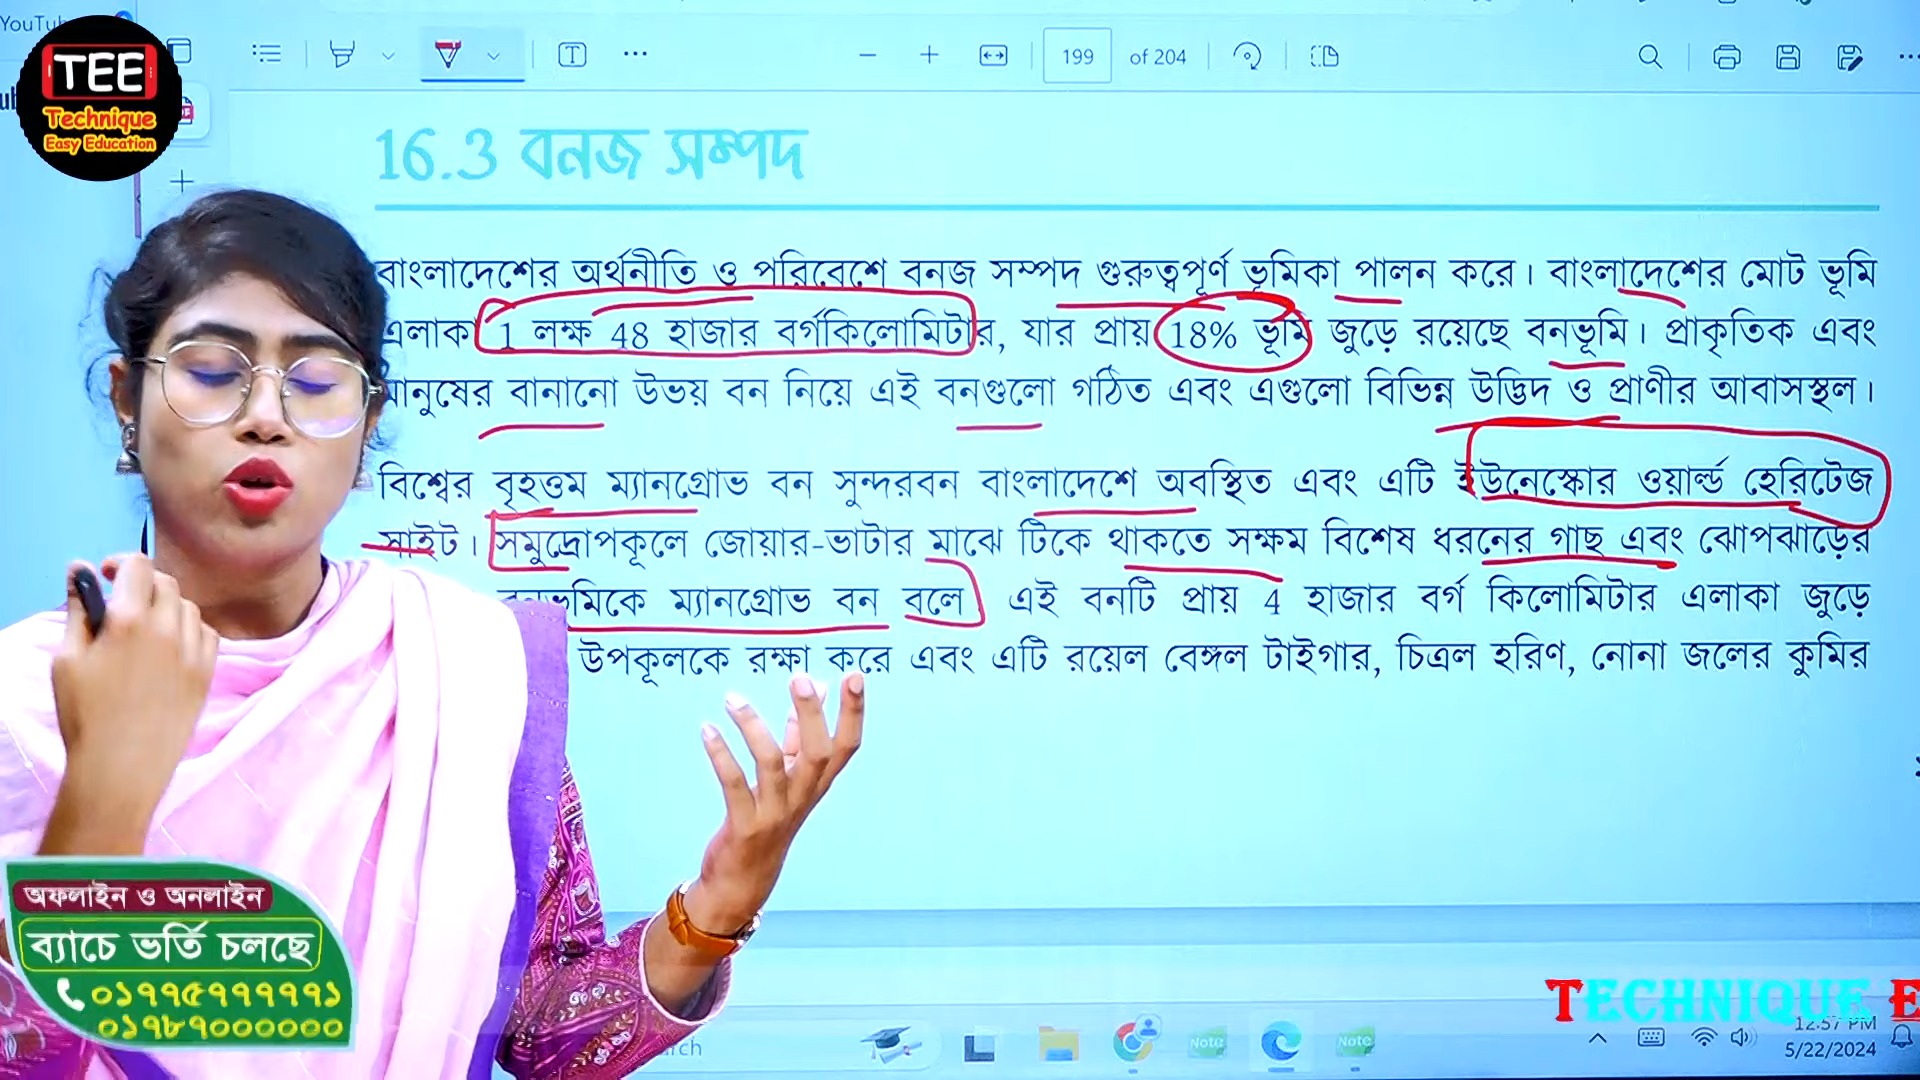 YouTu
TEE
Technique
Easy Education
199 of 204
16.3 বনজ সম্পদ
বাংলাদেশের অর্থনীতি ও পরিবেশে বনজ সম্পদ গুরুত্বপূর্ণ ভূমিকা পালন করে। বাংলাদেশের মোট ভূমি
এলাকা 1 লক্ষ 48 হাজার বর্গকিলোমিটার, যার প্রায় 18% ভূমি জুড়ে রয়েছে বনভূমি। প্রাকৃতিক এবং
মানুষের বানানো উভয় বন নিয়ে এই বনগুলো গঠিত এবং এগুলো বিভিন্ন উদ্ভিদ ও প্রাণীর আবাসস্থল।
বিশ্বের বৃহত্তম ম্যানগ্রোভ বন সুন্দরবন বাংলাদেশে অবস্থিত এবং এটি ইউনেস্কোর ওয়ার্ল্ড হেরিটেজ
সাইট। সমুদ্রোপকূলে জোয়ার-ভাটার মাঝে টিকে থাকতে সক্ষম বিশেষ ধরনের গাছ এবং ঝোপঝাড়ের
বনভূমিকে ম্যানগ্রোভ বন বলে এই বনটি প্রায় 4 হাজার বর্গ কিলোমিটার এলাকা জুড়ে
উপকূলকে রক্ষা করে এবং এটি রয়েল বেঙ্গল টাইগার, চিত্রল হরিণ, নোনা জলের কুমির
অফলাইন ও অনলাইন
ব্যাচে ভর্তি চলছে
০১৭৭৫৭৭৭৭৭১
০১৭৮৭০০০০০০
TECHNIQUE E
Note
Note
12:57 PM
5/22/2024